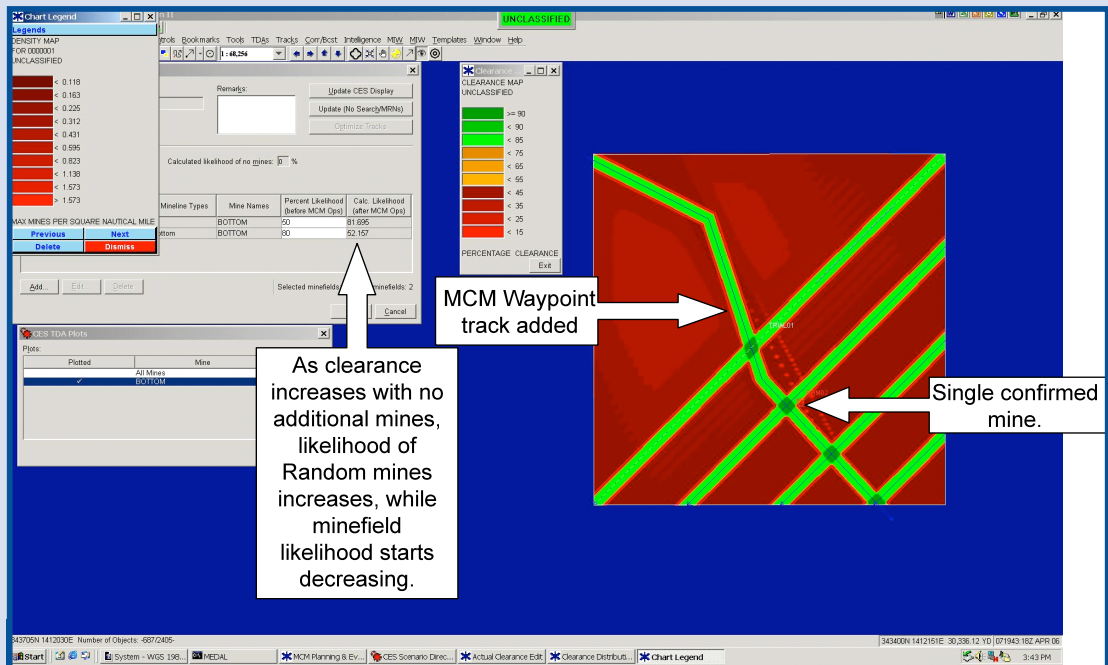 Chart Legend
UNCLASSIFIED
Legends
DENSITY MAP
FOR 0000001
UNCLASSIFIED
< 0.118
< 0.163
< 0.225
< 0.312
< 0.431
< 0.595
< 0.823
< 1.138
< 1.573
> 1.573
MAX MINES PER SQUARE NAUTICAL MILE
Previous Next
Delete Dismiss
trols Bookmarks Tools TDAs Tracks Corr/Bcst Intelligence MIW MIW Templates Window Help
1 : 68,256
Remarks:
Update CES Display
Update (No Search/MRNs)
Optimize Tracks
Calculated likelihood of no mines: 0 %
Mineline Types Mine Names Percent Likelihood (before MCM Ops) Calc. Likelihood (after MCM Ops)
BOTTOM 50 81.695
ttom BOTTOM 80 52.157
Add... Edit... Delete
Selected minefields minefields: 2
Cancel
Clearance
CLEARANCE MAP
UNCLASSIFIED
>= 90
< 90
< 85
< 75
< 65
< 55
< 45
< 35
< 25
< 15
PERCENTAGE CLEARANCE
Exit
CES TDA Plots
Plots:
Plotted Mine
All Mines
✓ BOTTOM
As clearance
increases with no
additional mines,
likelihood of
Random mines
increases, while
minefield
likelihood starts
decreasing.
MCM Waypoint
track added
TRIAL01
Single confirmed
mine.
343705N 1412030E Number of Objects: -687/2405-
343400N 1412151E 30,336.12 YD 071943:18Z APR 06
Start System - WGS 198... MEDAL MCM Planning & Ev... CES Scenario Direc... Actual Clearance Edit Clearance Distributi... Chart Legend 3:43 PM